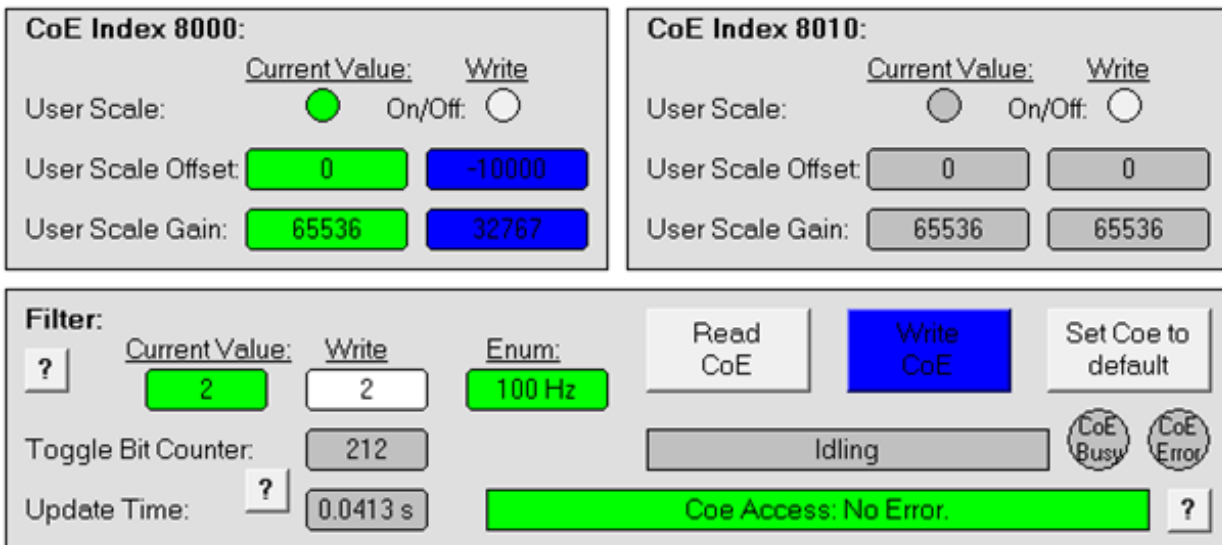 CoE Index 8000:
Current Value: Write
User Scale: On/Off:
User Scale Offset: 0 -10000
User Scale Gain: 65536 32767
CoE Index 8010:
Current Value: Write
User Scale: On/Off:
User Scale Offset: 0 0
User Scale Gain: 65536 65536
Filter:
? Current Value: Write Enum:
2 2 100 Hz
Toggle Bit Counter: 212
Update Time: ? 0.0413 s
Read
CoE
Write
CoE
Set Coe to
default
Idling
CoE
Busy
CoE
Error
Coe Access: No Error.
?